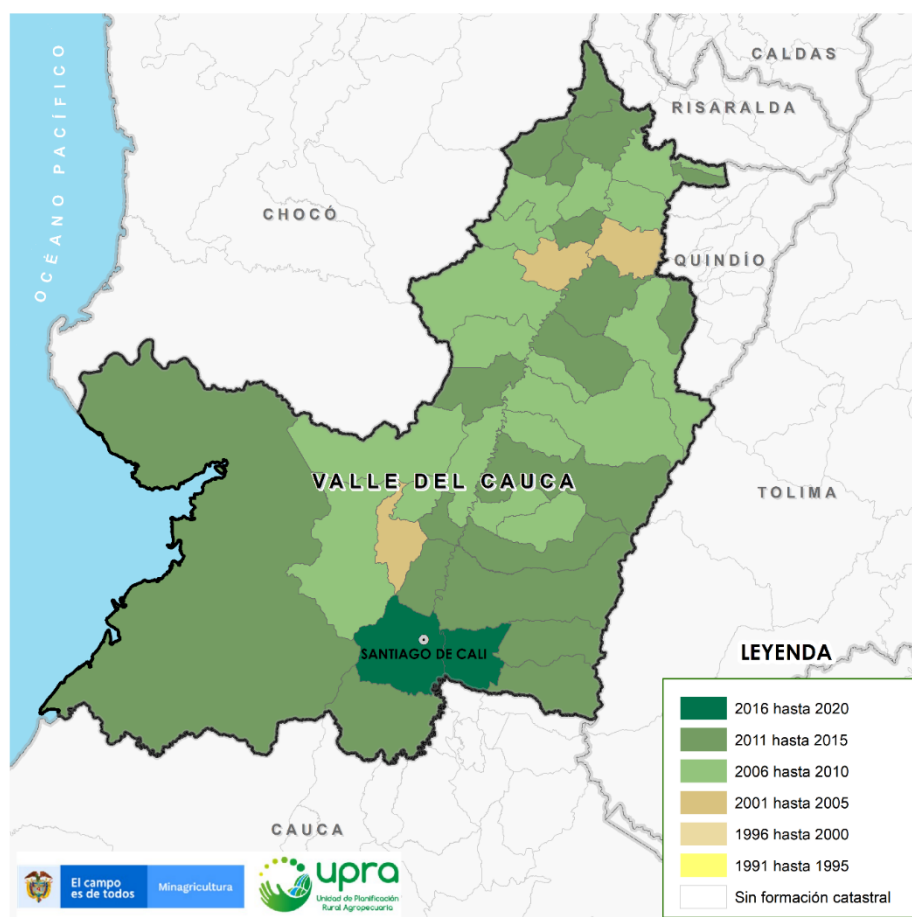 OCÉANO PACÍFICO
CALDAS
RISARALDA
CHOCÓ
QUINDÍO
VALLE DEL CAUCA
TOLIMA
SANTIAGO DE CALI
CAUCA
LEYENDA
2016 hasta 2020
2011 hasta 2015
2006 hasta 2010
2001 hasta 2005
1996 hasta 2000
1991 hasta 1995
Sin formación catastral
El campo
es de todos
Minagricultura
upra
Unidad de Planificación
Rural Agropecuaria